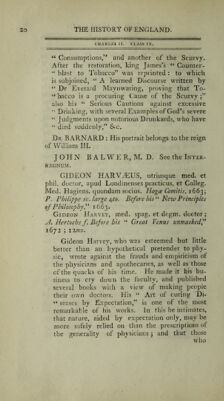 20 THE HISTORY OF ENGLAND.
CHARLES II. CLASS IX.
“ Consumptions,” and another of the Scurvy.
After the restoration, king James's “ Counter-
“ blast to Tobacco” was reprinted : to which
is subjoined, “ A learned Discourse written by
“ Dr Everard Maynwaring, proving that To-
“ bacco is a procuring Cause of the Scurvy ;”
also his “ Serious Cautions against excessive
“ Drinking, with several Examples of God's severe
“ Judgments upon notorious Drunkards, who have
“ died suddenly,” &c.
Dr. BARNARD : His portrait belongs to the reign
of William III.
JOHN BALWER, M. D. See the INTER-
REGNUM.
GIDEON HARVÆUS, utriusque med. et
phil. doctor, apud Londinenses practicus, et Colleg.
Med. Hagiens. quondam socius. Hagæ Comitis, 1663;
P. Philippe sc. large 4to. Before his “ New Principles
of Philosophy,” 1663.
GIDEON HARVEY, med. spag. et degm. doctor ;
A. Hertochs f. Before his “ Great Venus unmasked,”
1672 ; 12mo.
Gideon Harvey, who was esteemed but little
better than an hypothetical pretender to phy-
sic, wrote against the frauds and empiricism of
the physicians and apothecaries, as well as those
of the quacks of his time. He made it his bu-
siness to cry down the faculty, and published
several books with a view of making people
their own doctors. His “ Art of curing Di-
“ seases by Expectation,” is one of the most
remarkable of his works. In this he intimates,
that nature, aided by expectation only, may be
more safely relied on than the prescriptions of
the generality of physicians ; and that those
who